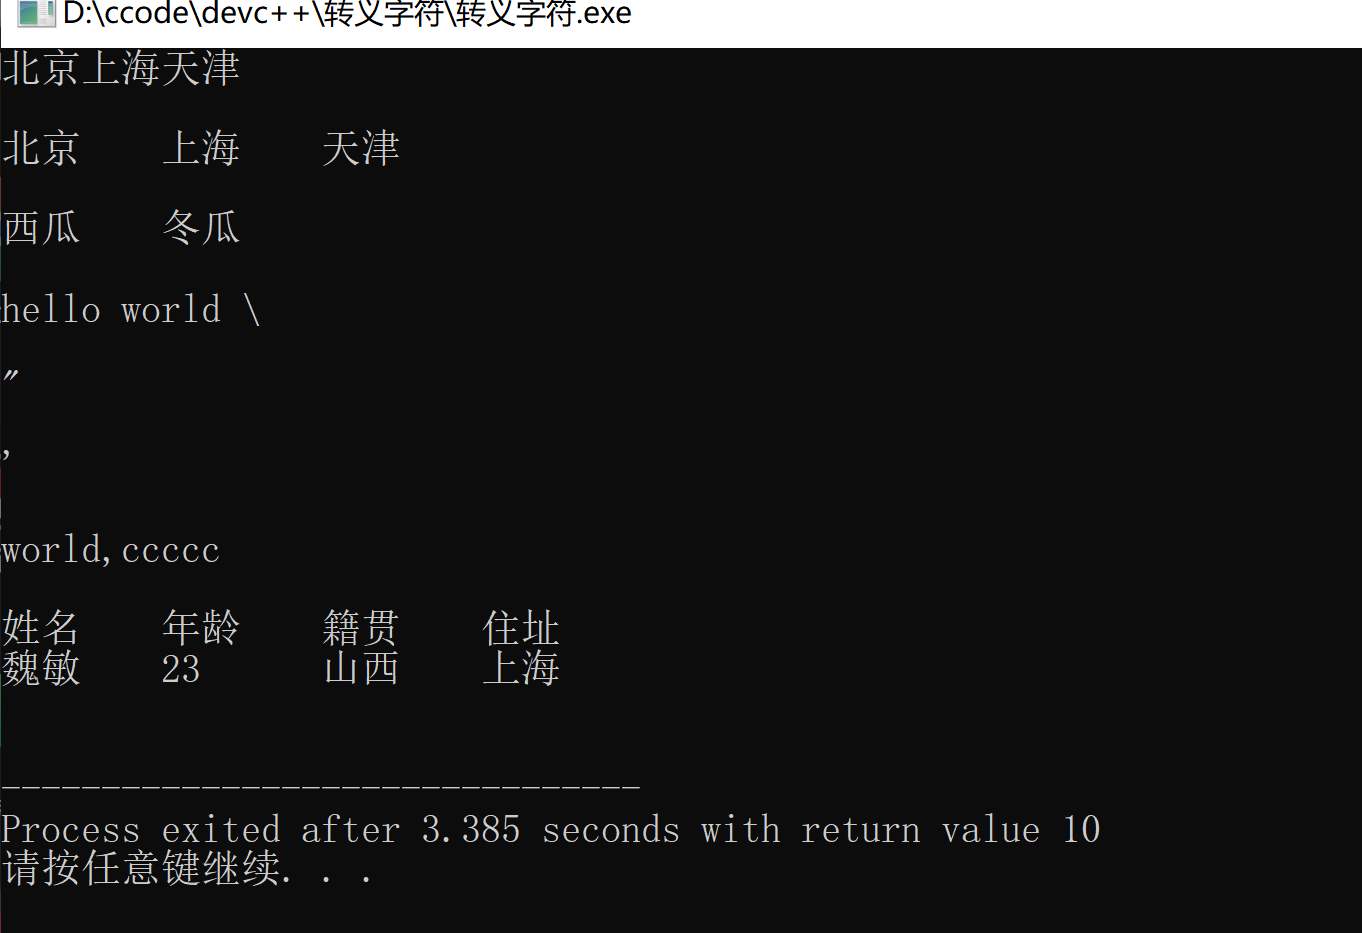 D:\ccode\devc++\转义字符\转义字符.exe
北京上海天津
北京 上海 天津
西瓜 冬瓜
hello world \
"
,
world,ccccc
姓名 年龄 籍贯 住址
魏敏 23 山西 上海
--------------------------------
Process exited after 3.385 seconds with return value 10
请按任意键继续. . .